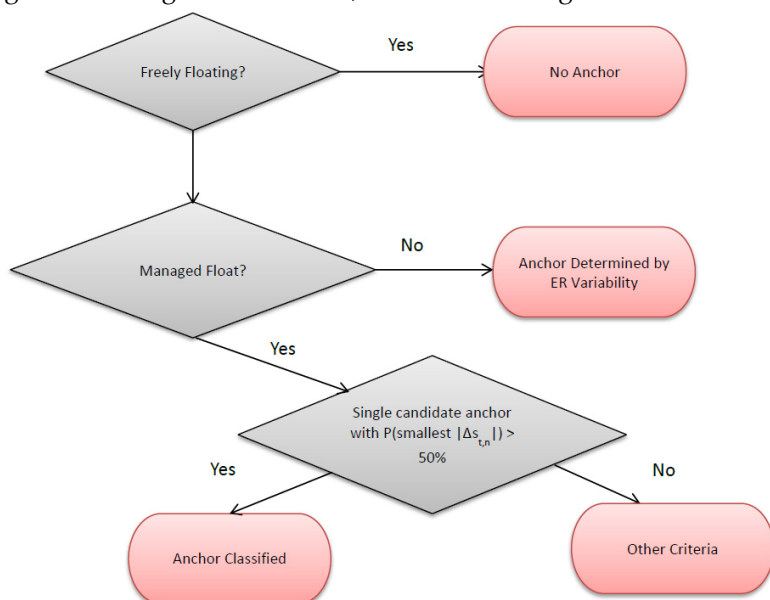 Yes
Freely Floating?
No Anchor
No
Managed Float?
Anchor Determined by
ER Variability
Yes
Single candidate anchor
with P(smallest |Δs_{t,n}|) >
50%
Yes
No
Anchor Classified
Other Criteria